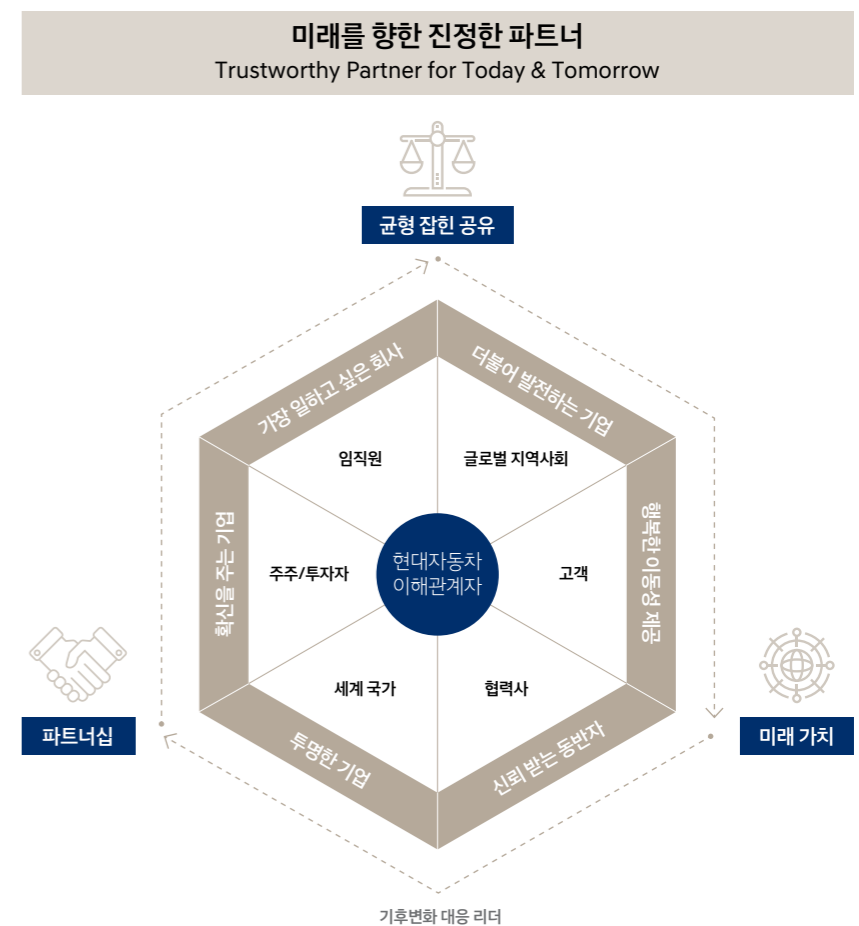 미래를 향한 진정한 파트너
Trustworthy Partner for Today & Tomorrow
균형 잡힌 공유
가장 일하고 싶은 회사
더불어 발전하는 기업
임직원
글로벌 지역사회
확신을 주는 기업
주주/투자자
현대자동차
이해관계자
고객
행복한 이동성 제공
세계 국가
협력사
파트너십
미래 가치
투명한 기업
신뢰 받는 동반자
기후변화 대응 리더